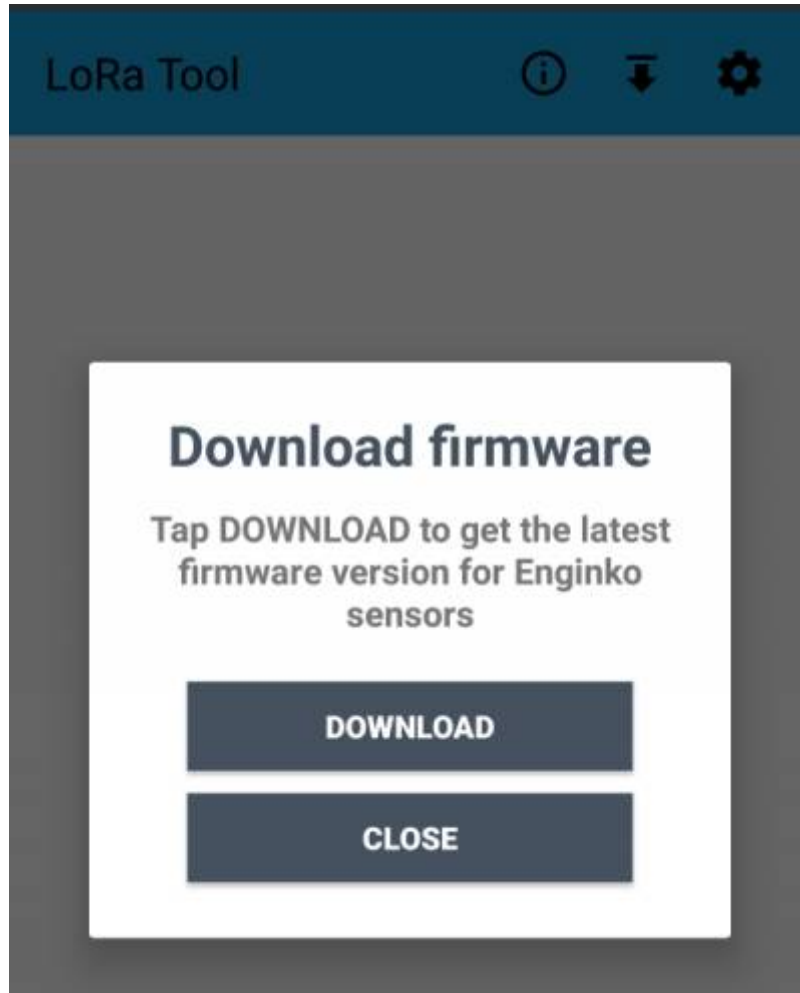 LoRa Tool
Download firmware
Tap DOWNLOAD to get the latest
firmware version for Enginko
sensors
DOWNLOAD
CLOSE